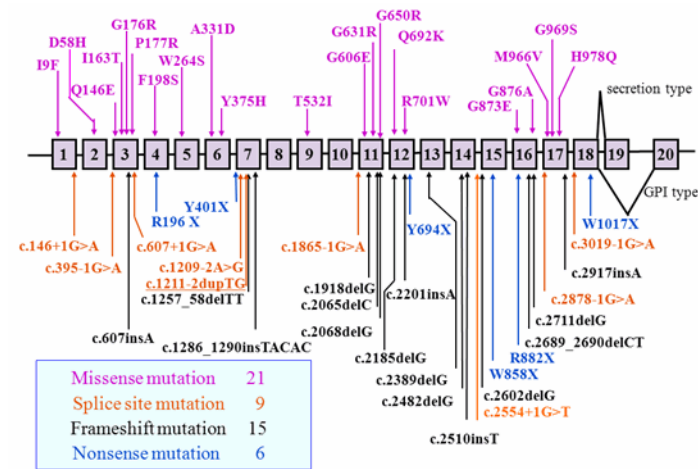 G650R
G176R
A331D
G631R
G969S
D58H
P177R
Q692K
I163T
W264S
G606E
M966V
H978Q
I9F
G876A
Q146E
F198S
Y375H
T532I
R701W
G873E
secretion type
1 2 3 4 5 6 7 8 9 10 11 12 13 14 15 16 17 18 19 20
GPI type
R196 X
Y401X
Y694X
W1017X
c.146+1G>A
c.607+1G>A
c.1865-1G>A
c.3019-1G>A
c.395-1G>A
c.1209-2A>G
c.2917insA
c.1211-2dupTG
c.1918delG
c.2201insA
c.1257_58delTT
c.2065delC
c.2878-1G>A
c.607insA
c.2068delG
c.2711delG
c.1286_1290insTACAC
c.2185delG
c.2689_2690delCT
R882X
c.2389delG
W858X
c.2482delG
c.2602delG
c.2554+1G>T
c.2510insT
Missense mutation 21
Splice site mutation 9
Frameshift mutation 15
Nonsense mutation 6